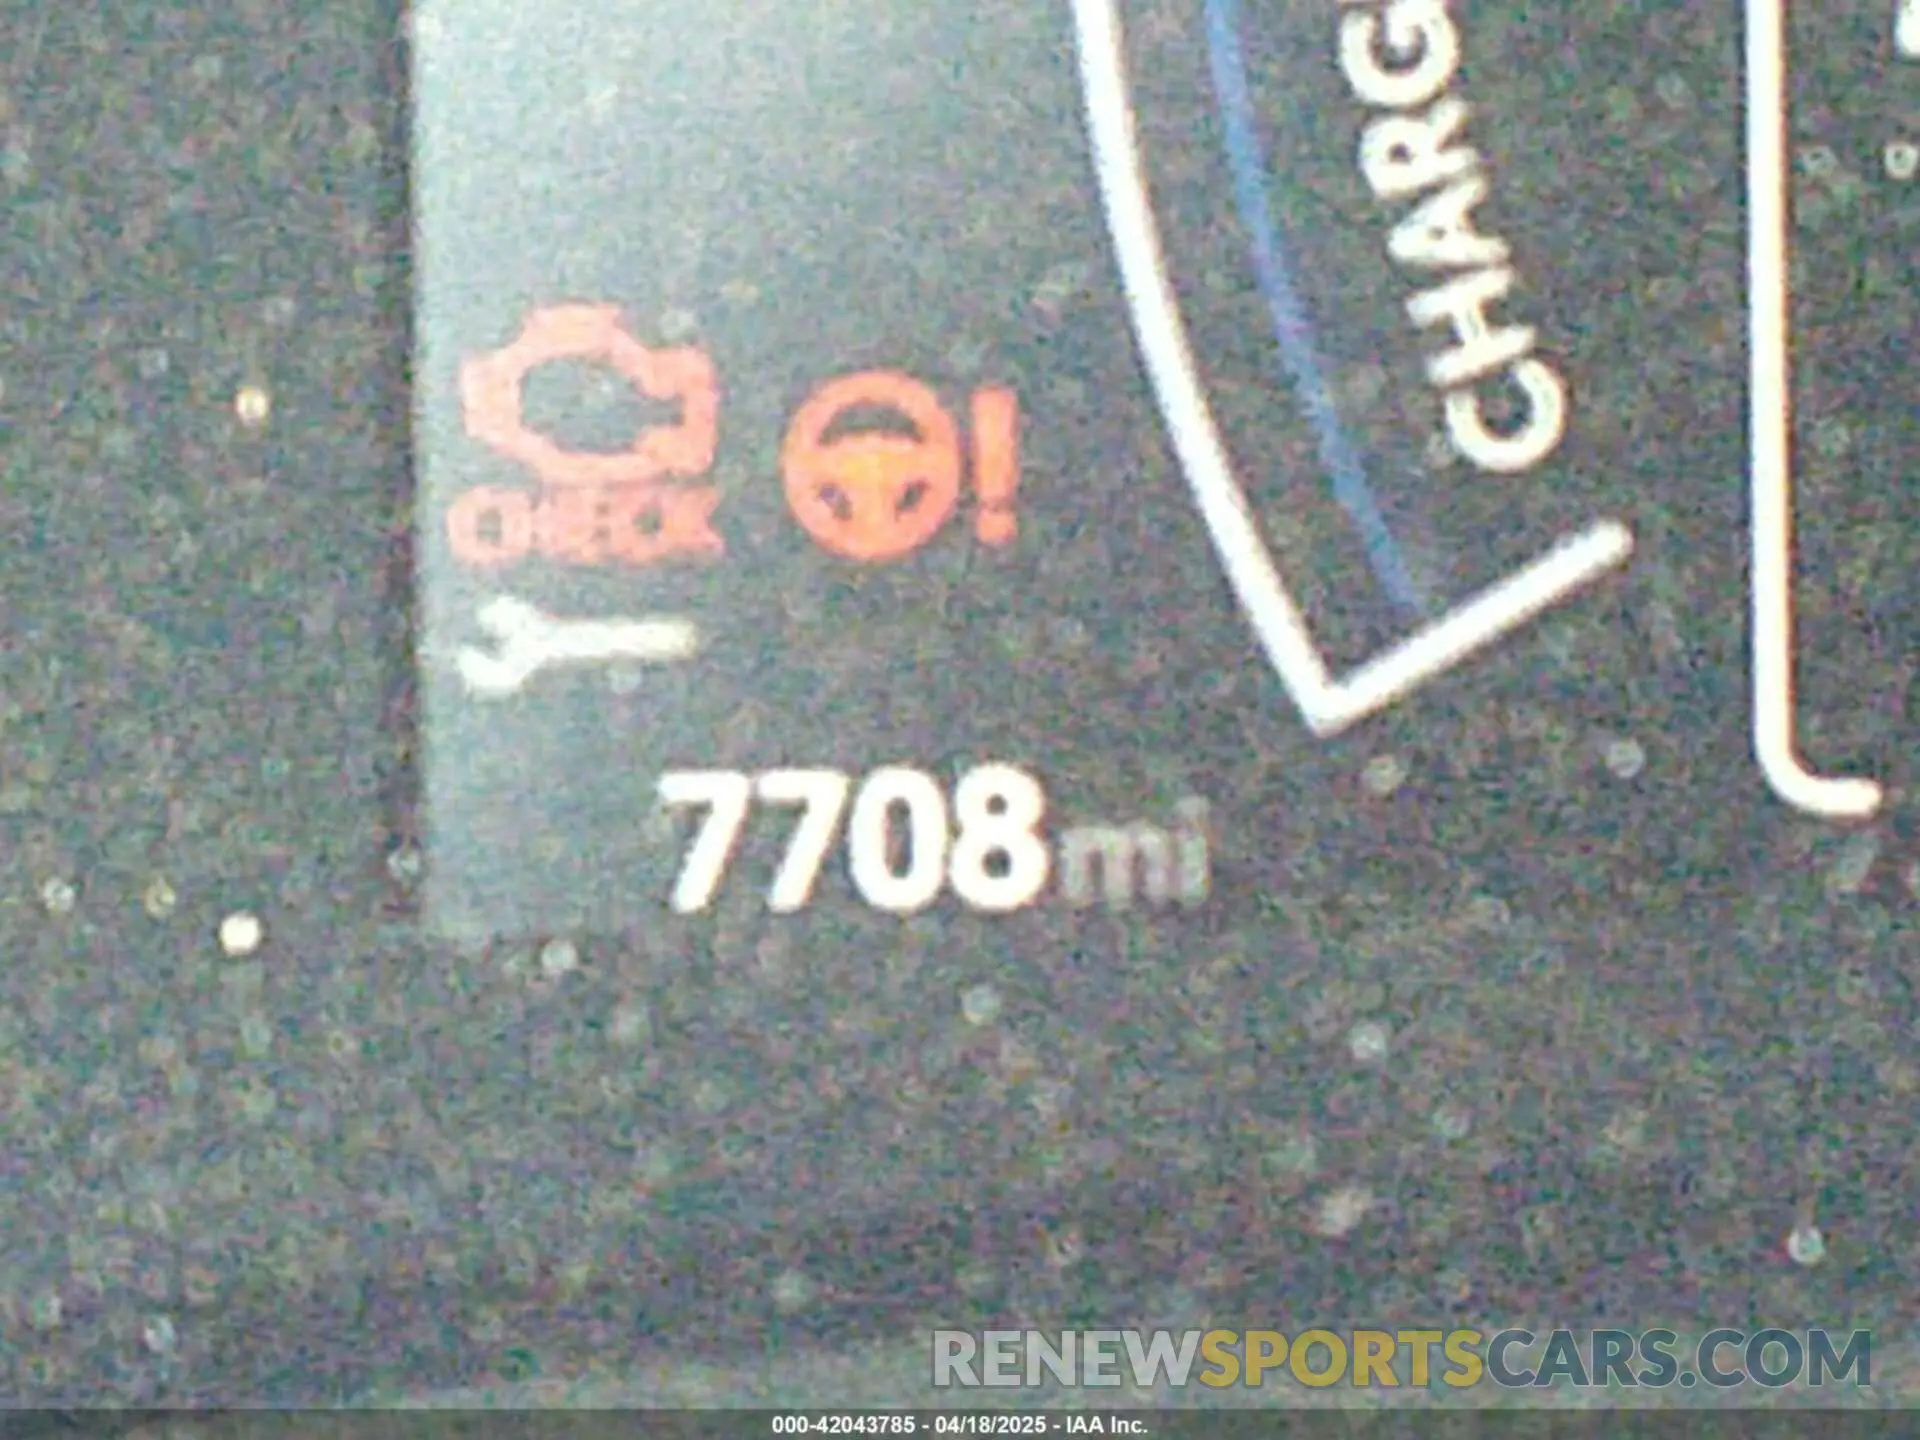 CHARG
CHECK
7708 mi
RENEWSPORTSCARS.COM
000-42043785 - 04/18/2025 - IAA Inc.